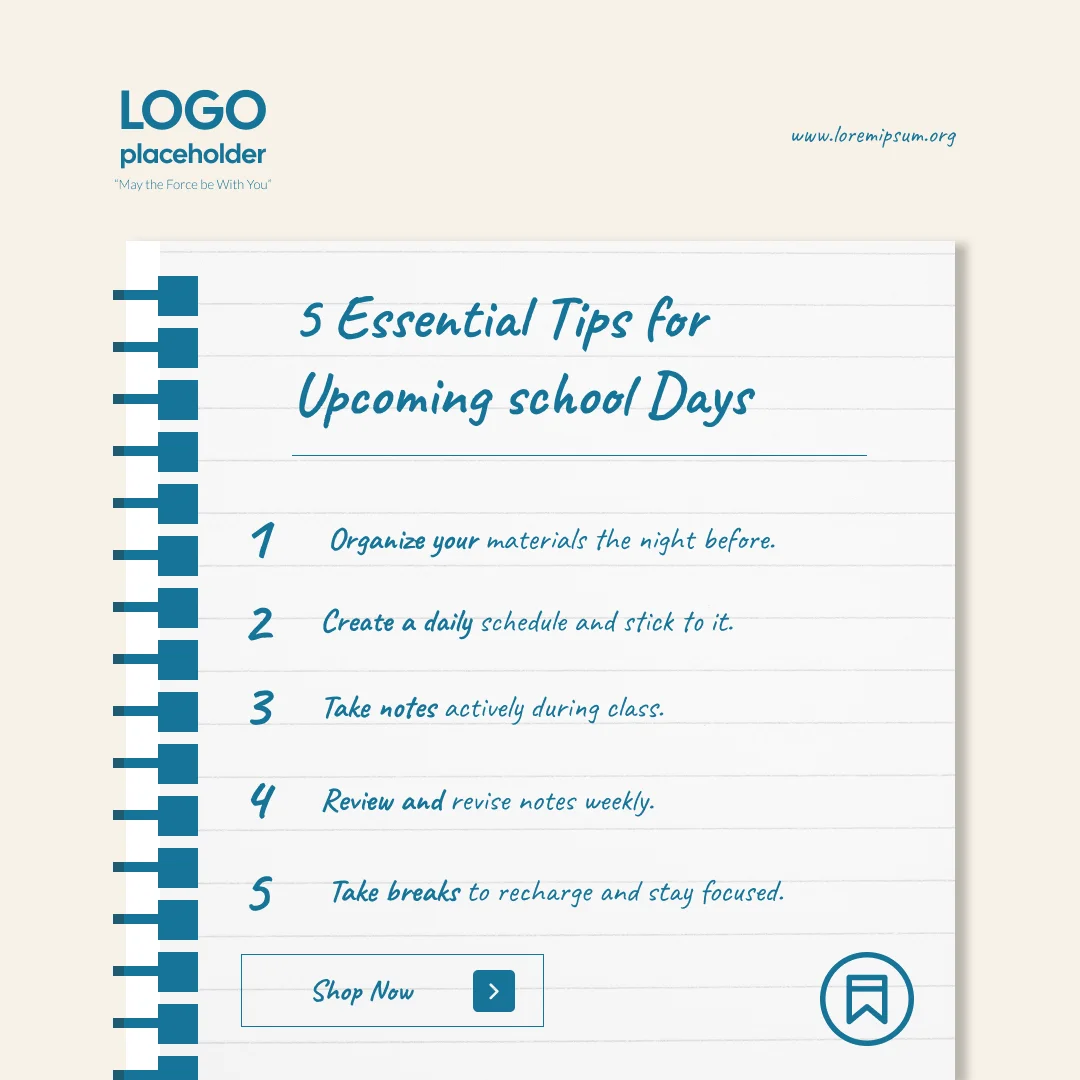 LOGO
placeholder
"May the Force be With You"
www.loremipsum.org
5 Essential Tips for
Upcoming school Days
1 Organize your materials the night before.
2 Create a daily schedule and stick to it.
3 Take notes actively during class.
4 Review and revise notes weekly.
5 Take breaks to recharge and stay focused.
Shop Now